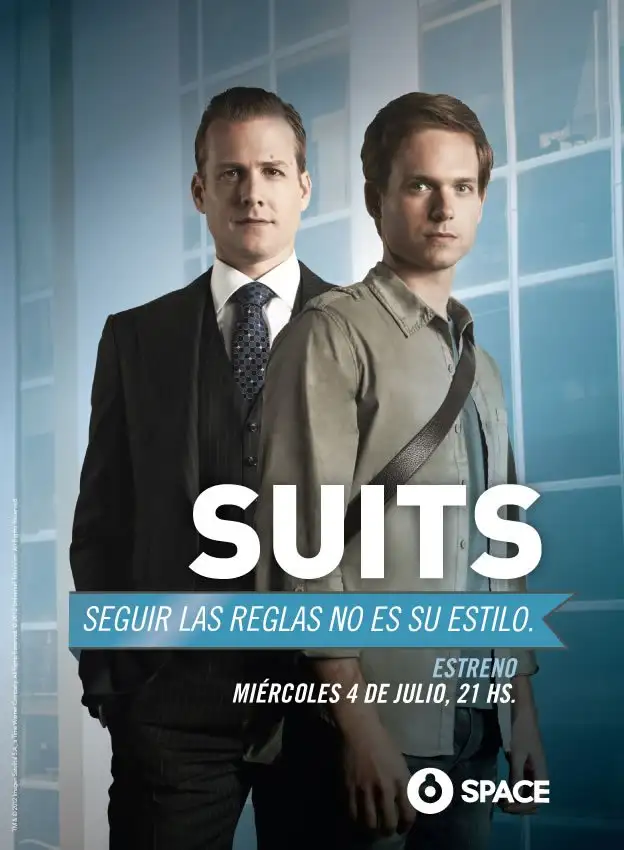 SUITS
SEGUIR LAS REGLAS NO ES SU ESTILO.
ESTRENO
MIÉRCOLES 4 DE JULIO, 21 HS.
SPACE